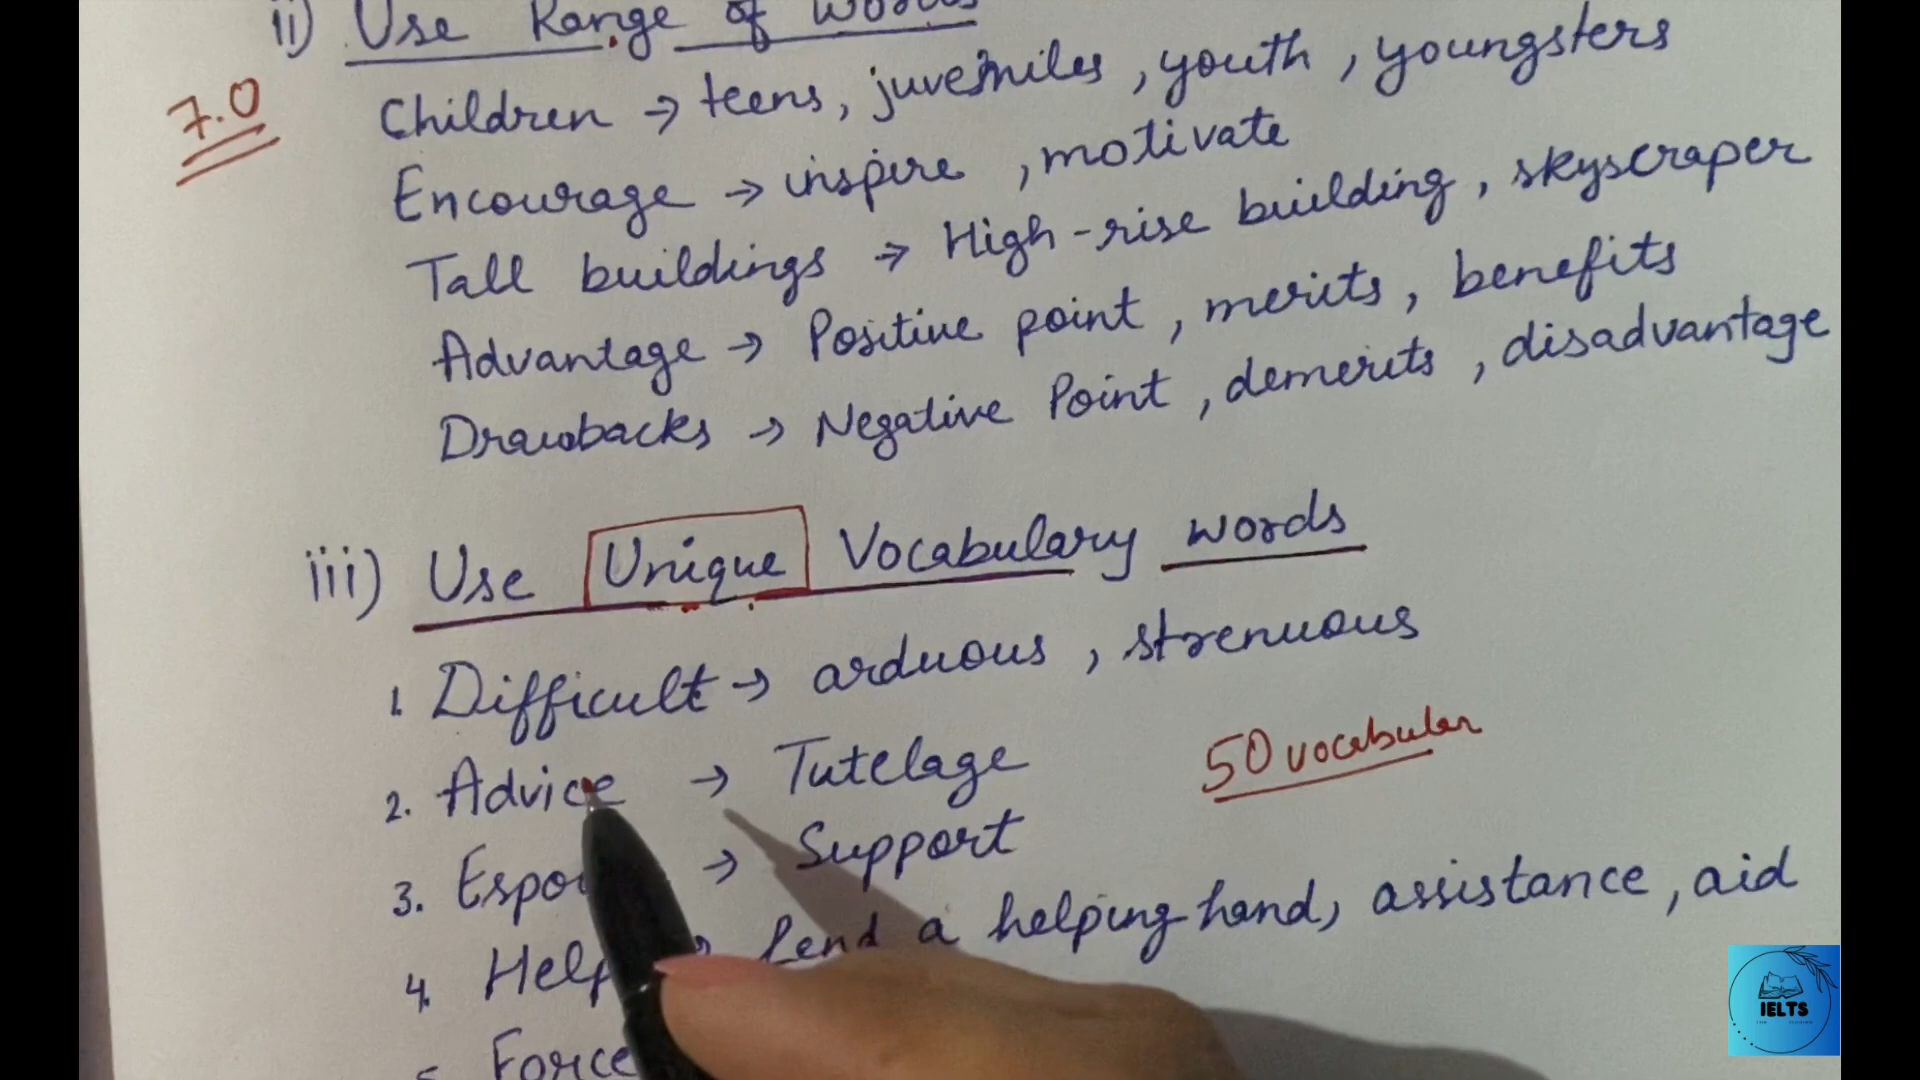 ii) Use Range of Words
7.0
Children → teens, juveniles, youth, youngsters
Encourage → inspire, motivate
Tall buildings → High-rise building, skyscraper
Advantage → Positive point, merits, benefits
Drawbacks → Negative Point, demerits, disadvantage
iii) Use Unique Vocabulary words
1. Difficult → arduous, strenuous
2. Advice → Tutelage
50 vocabular
3. → Support
4. Help → Lend a helping hand, assistance, aid
Force
IELTS